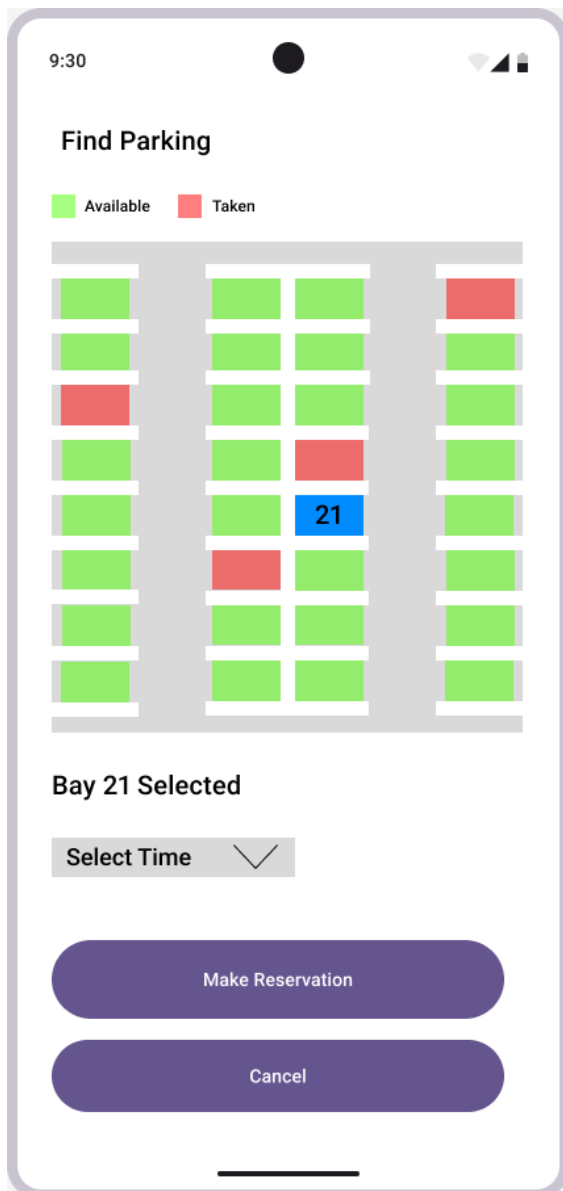 9:30
Find Parking
Available Taken
21
Bay 21 Selected
Select Time
Make Reservation
Cancel